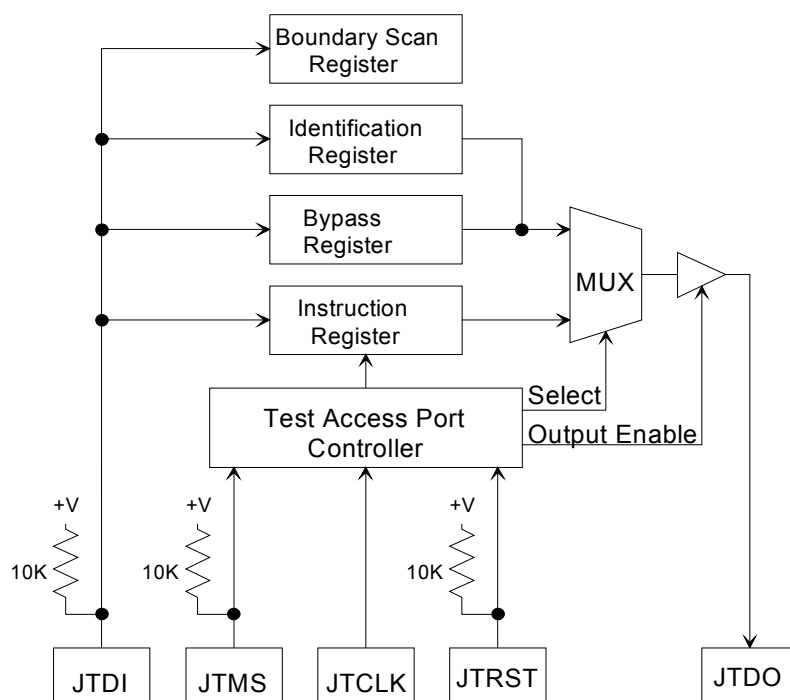 Boundary Scan
Register
Identification
Register
Bypass
Register
Instruction
Register
MUX
Test Access Port
Controller
Select
Output Enable
+V
10K
+V
10K
+V
10K
JTDI
JTMS
JTCLK
JTRST
JTDO